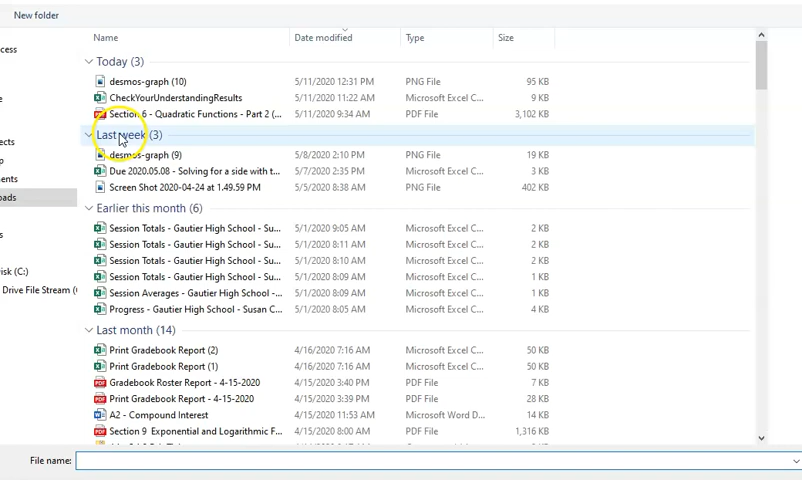 New folder
Name Date modified Type Size
cess
Today (3)
desmos-graph (10) 5/11/2020 12:31 PM PNG File 95 KB
CheckYourUnderstandingResults 5/11/2020 11:22 AM Microsoft Excel C... 9 KB
Section 6 - Quadratic Functions - Part 2 (... 5/11/2020 9:34 AM PDF File 3,102 KB
Last week (3)
ects
desmos-graph (9) 5/8/2020 2:10 PM PNG File 19 KB
Due 2020.05.08 - Solving for a side with t... 5/7/2020 2:35 PM Microsoft Excel C... 3 KB
ments
Screen Shot 2020-04-24 at 1.49.59 PM 5/5/2020 8:38 AM PNG File 402 KB
oads
Earlier this month (6)
Session Totals - Gautier High School - Su... 5/1/2020 9:05 AM Microsoft Excel C... 2 KB
Session Totals - Gautier High School - Su... 5/1/2020 8:11 AM Microsoft Excel C... 2 KB
Session Totals - Gautier High School - Su... 5/1/2020 8:10 AM Microsoft Excel C... 2 KB
isk (C:)
Session Totals - Gautier High School - Su... 5/1/2020 8:09 AM Microsoft Excel C... 1 KB
Drive File Stream (
Session Averages - Gautier High School - ... 5/1/2020 8:09 AM Microsoft Excel C... 1 KB
Progress - Gautier High School - Susan C... 5/1/2020 8:05 AM Microsoft Excel C... 4 KB
Last month (14)
Print Gradebook Report (2) 4/16/2020 7:16 AM Microsoft Excel C... 50 KB
Print Gradebook Report (1) 4/16/2020 7:16 AM Microsoft Excel C... 50 KB
Gradebook Roster Report - 4-15-2020 4/15/2020 3:40 PM PDF File 7 KB
Print Gradebook Report - 4-15-2020 4/15/2020 3:39 PM PDF File 28 KB
A2 - Compound Interest 4/15/2020 11:53 AM Microsoft Word D... 14 KB
Section 9 Exponential and Logarithmic F... 4/15/2020 8:00 AM PDF File 1,316 KB
File name: